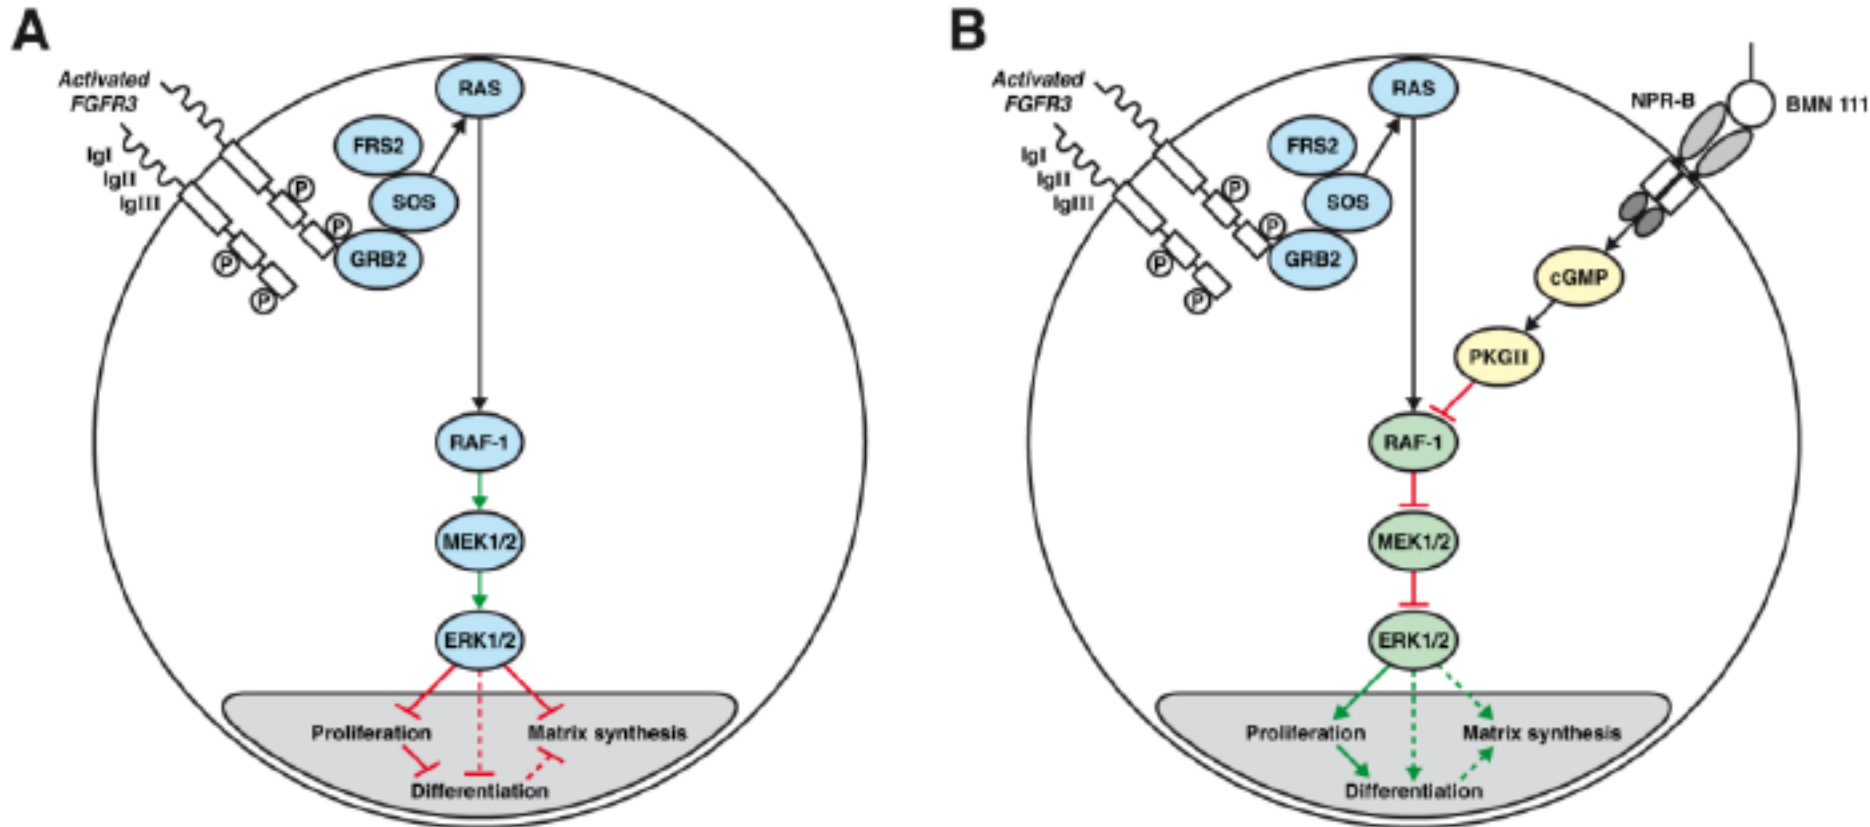 A
Activated
FGFR3
IgI
IgII
IgIII
P
P
P
P
RAS
FRS2
SOS
GRB2
RAF-1
MEK1/2
ERK1/2
Proliferation
Matrix synthesis
Differentiation
B
Activated
FGFR3
IgI
IgII
IgIII
P
P
P
P
RAS
FRS2
SOS
GRB2
NPR-B
BMN 111
cGMP
PKGII
RAF-1
MEK1/2
ERK1/2
Proliferation
Matrix synthesis
Differentiation